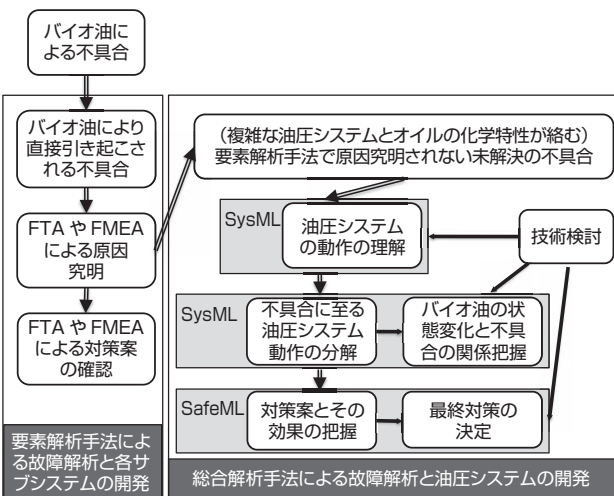 バイオ油に
よる不具合
バイオ油により
直接引き起こさ
れる不具合
FTA や FMEA
による原因
究明
FTA や FMEA
による対策案
の確認
要素解析手法によ
る故障解析と各サ
ブシステムの開発
（複雑な油圧システムとオイルの化学特性が絡む）
要素解析手法で原因究明されない未解決の不具合
SysML
油圧システム
の動作の理解
技術検討
SysML
不具合に至る
油圧システム
動作の分解
バイオ油の状
態変化と不具
合の関係把握
SafeML
対策案とその
効果の把握
最終対策の
決定
総合解析手法による故障解析と油圧システムの開発